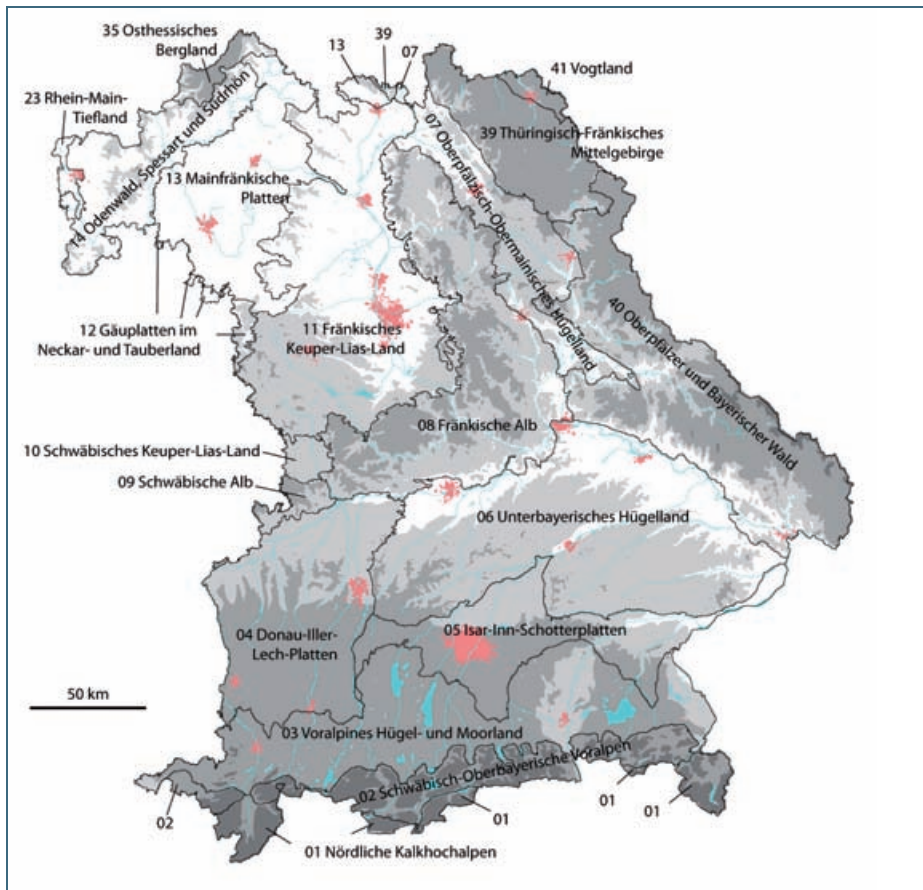 35 Osthessisches
Bergland
13
39
07
41 Vogtland
23 Rhein-Main-
Tiefland
14 Odenwald, Spessart und Südrhön
07 Oberpfälzisch-Obermainisches Hügelland
39 Thüringisch-Fränkisches
Mittelgebirge
13 Mainfränkische
Platten
12 Gäuplatten im
Neckar- und Tauberland
11 Fränkisches
Keuper-Lias-Land
40 Oberpfälzer und Bayerischer Wald
08 Fränkische Alb
10 Schwäbisches Keuper-Lias-Land
09 Schwäbische Alb
06 Unterbayerisches Hügelland
04 Donau-Iller-
Lech-Platten
05 Isar-Inn-Schotterplatten
50 km
03 Voralpines Hügel- und Moorland
02 Schwäbisch-Oberbayerische Voralpen
02
01
01
01
01 Nördliche Kalkhochalpen